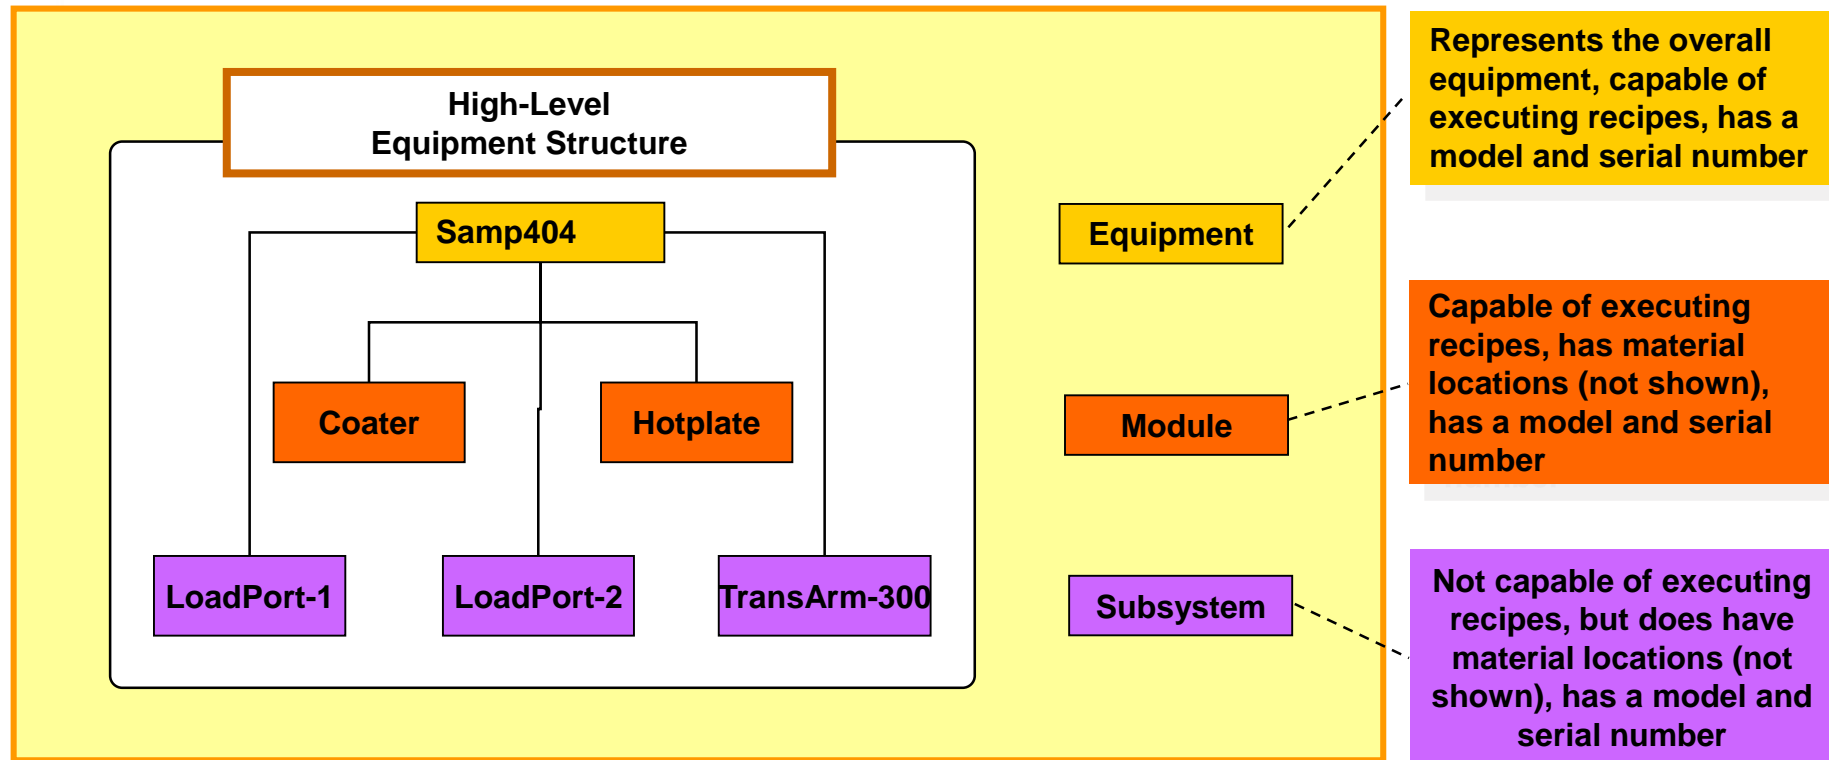 High-Level
Equipment Structure
Samp404
Coater
Hotplate
LoadPort-1
LoadPort-2
TransArm-300
Equipment
Module
Subsystem
Represents the overall
equipment, capable of
executing recipes, has a
model and serial number
Capable of executing
recipes, has material
locations (not shown),
has a model and serial
number
Not capable of executing
recipes, but does have
material locations (not
shown), has a model and
serial number